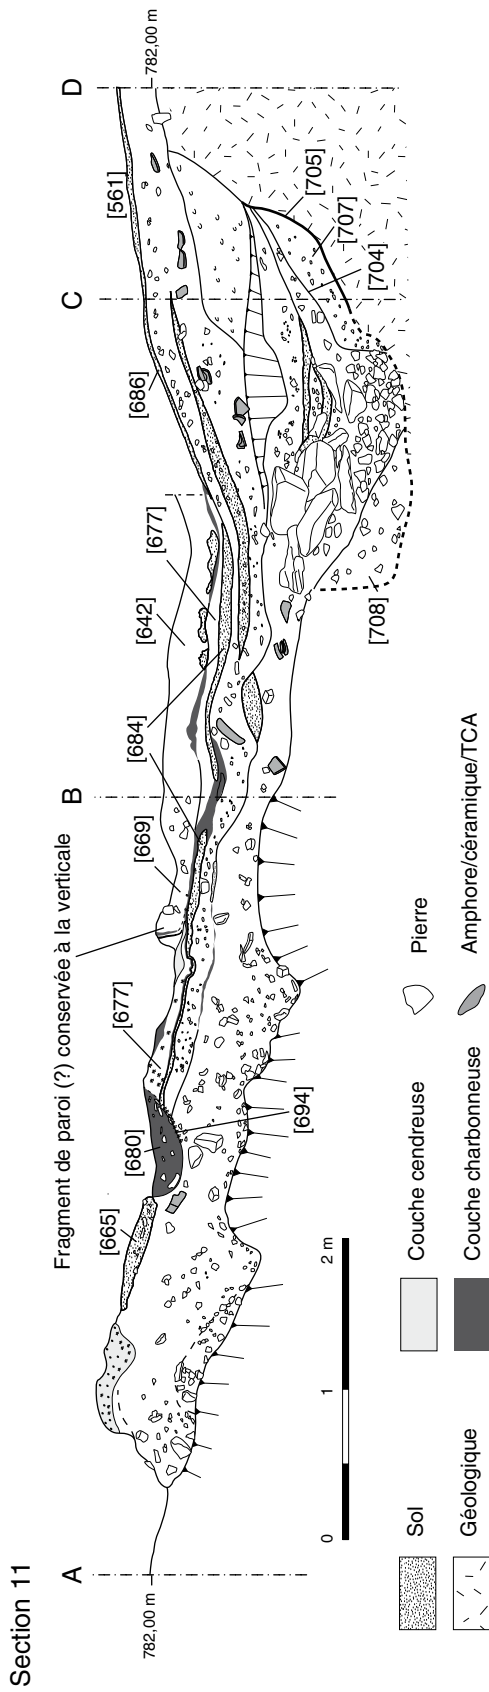 Section 11
A
B
C
D
782,00 m
782,00 m
Fragment de paroi (?) conservée à la verticale
[665]
[680]
[694]
[677]
[669]
[684]
[642]
[677]
[686]
[561]
[705]
[707]
[704]
[708]
0
1
2 m
Sol
Couche cendreuse
Pierre
Géologique
Couche charbonneuse
Amphore/céramique/TCA